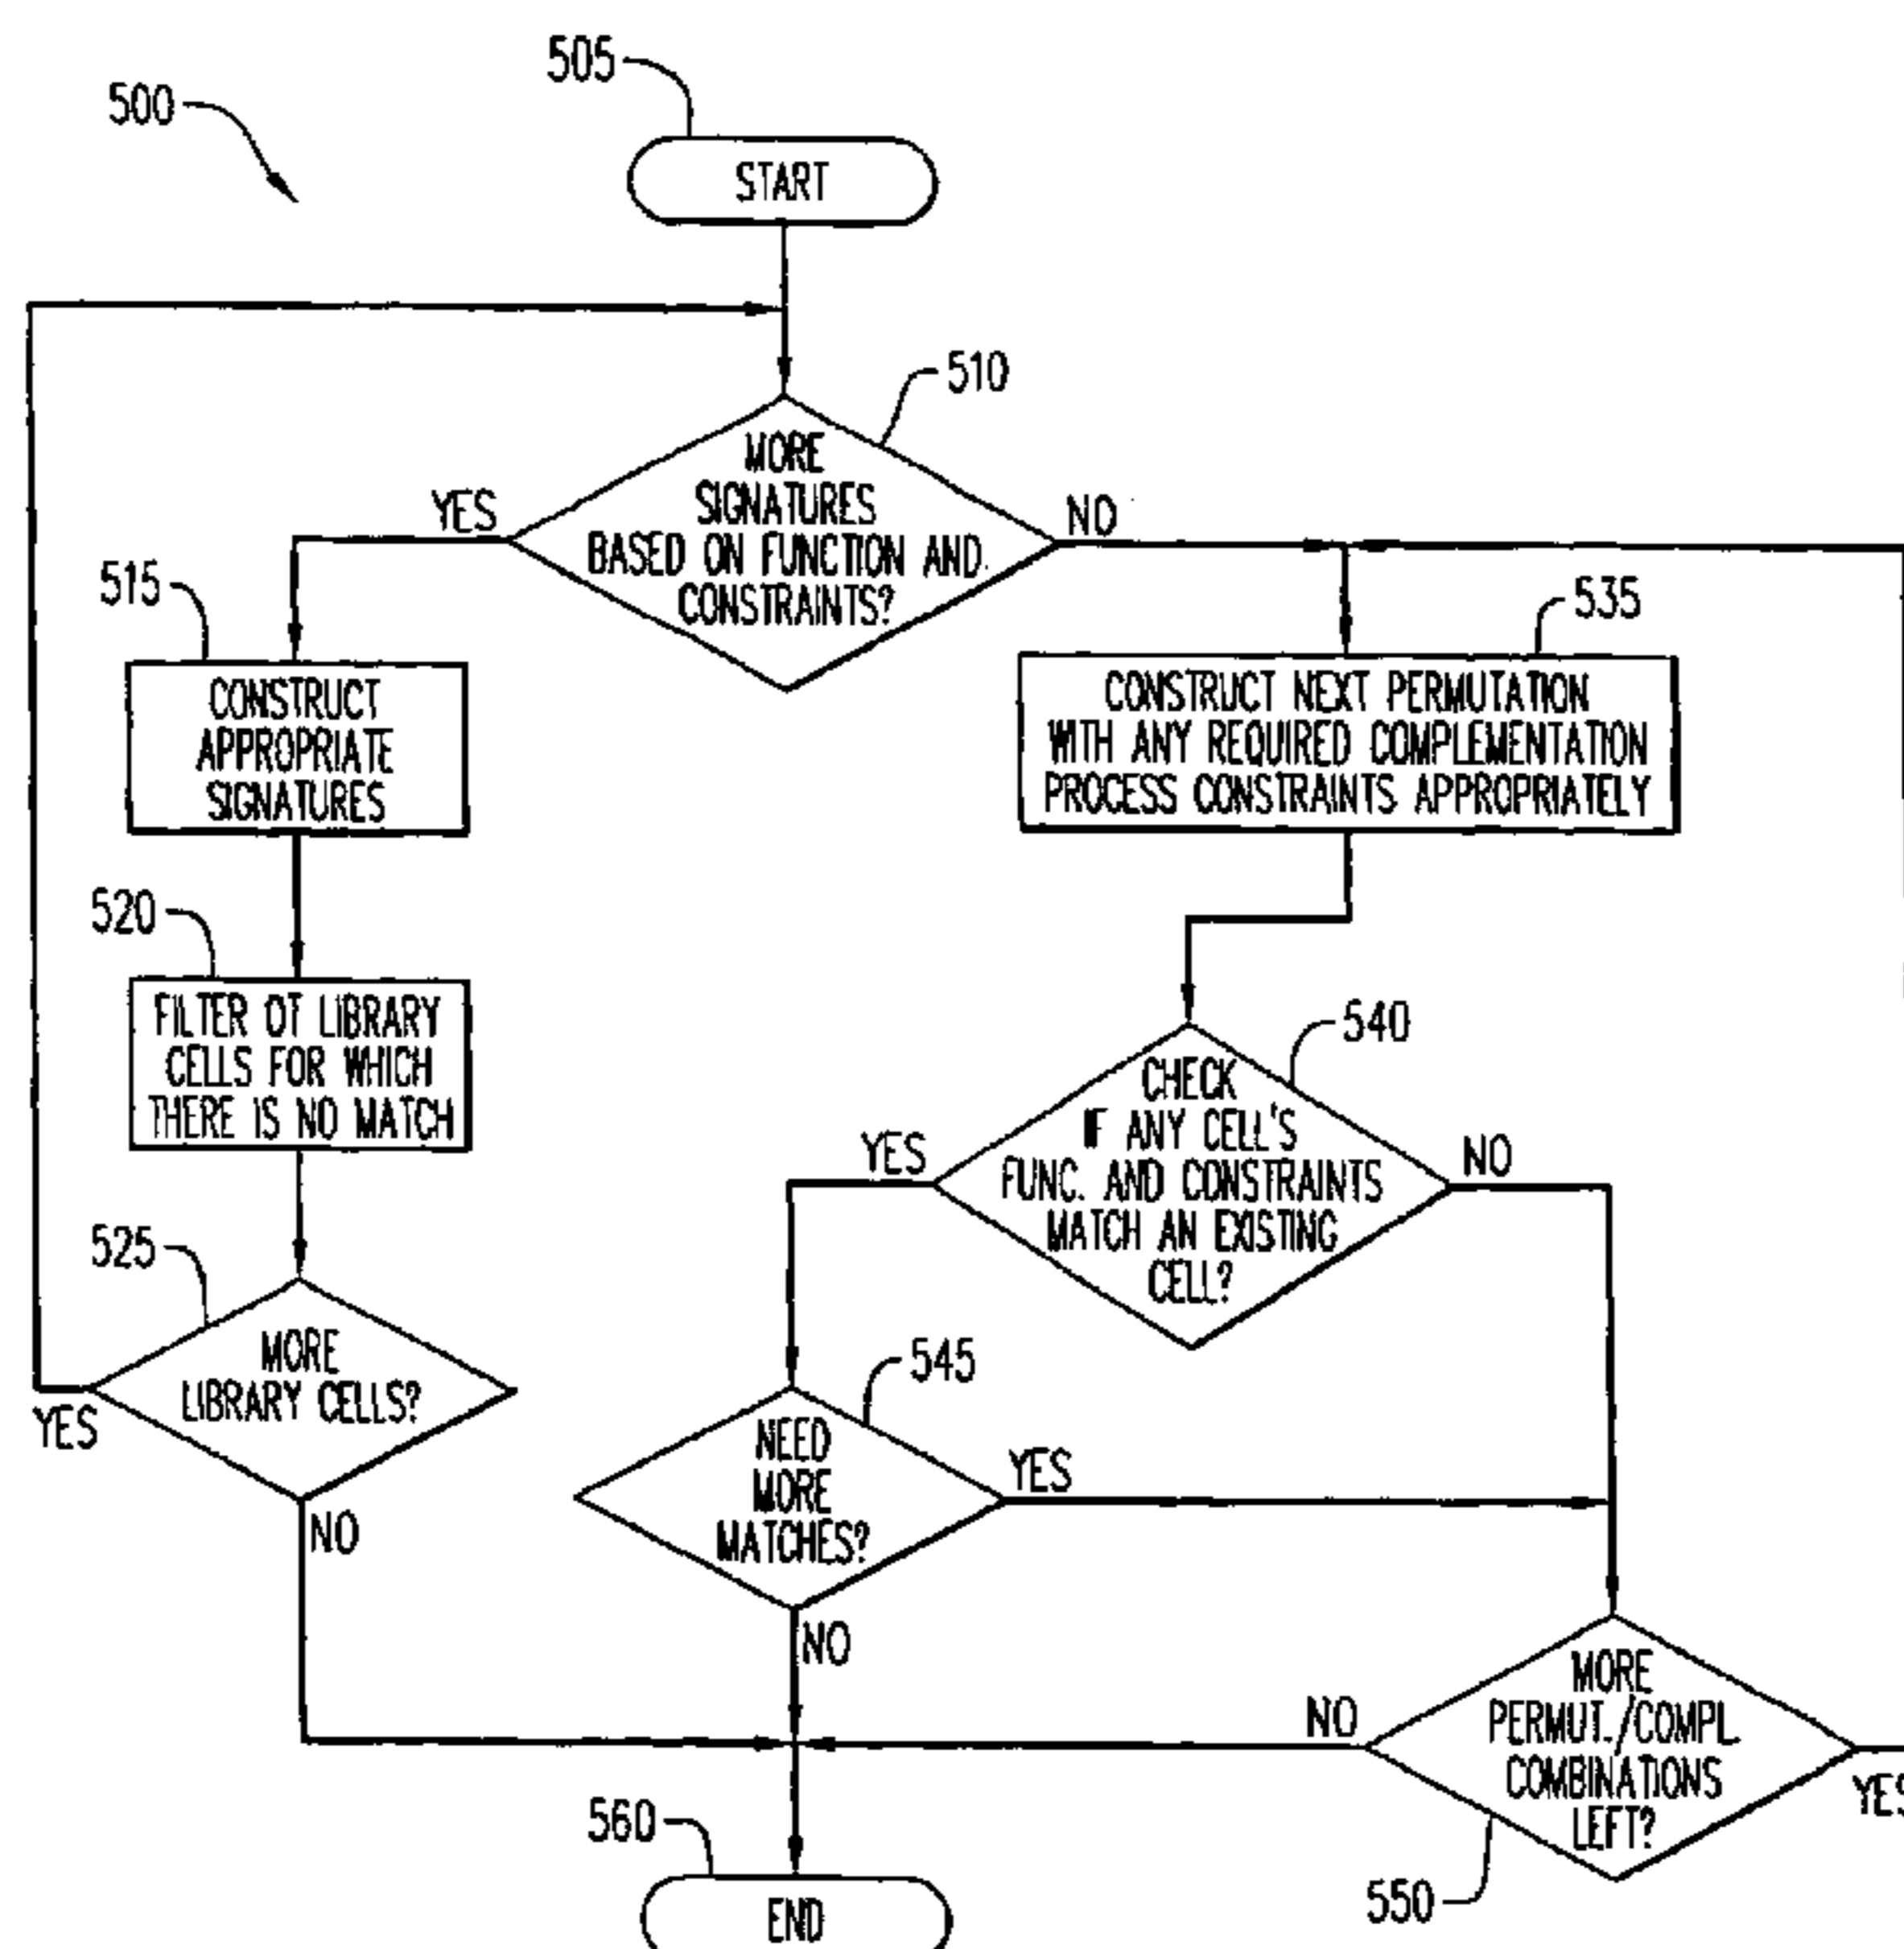 505
500
START
510
MORE
SIGNATURES
BASED ON FUNCTION AND
CONSTRAINTS?
YES
NO
515
CONSTRUCT
APPROPRIATE
SIGNATURES
535
CONSTRUCT NEXT PERMUTATION
WITH ANY REQUIRED COMPLEMENTATION
PROCESS CONSTRAINTS APPROPRIATELY
520
FILTER OT LIBRARY
CELLS FOR WHICH
THERE IS NO MATCH
540
CHECK
IF ANY CELL'S
FUNC. AND CONSTRAINTS
MATCH AN EXISTING
CELL?
YES
NO
525
MORE
LIBRARY CELLS?
YES
NO
545
NEED
MORE
MATCHES?
YES
NO
MORE
PERMUT./COMPL.
COMBINATIONS
LEFT?
NO
YES
550
560
END